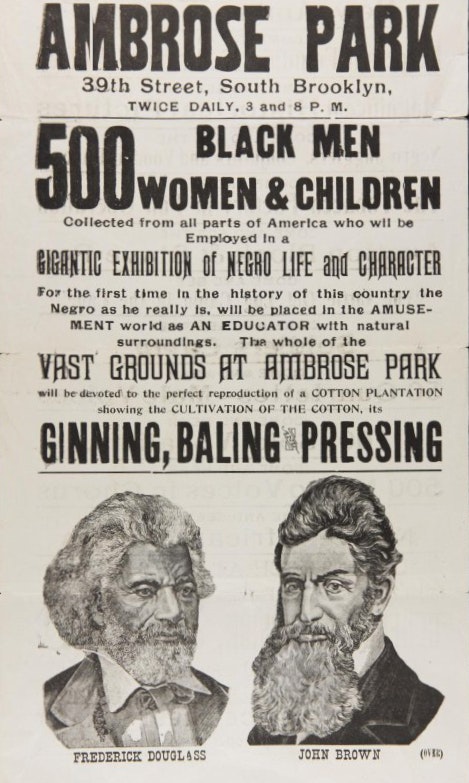 AMBROSE PARK
39th Street, South Brooklyn,
TWICE DAILY, 3 and 8 P. M.
500 BLACK MEN
WOMEN & CHILDREN
Collected from all parts of America who wil be
Employed in a
GIGANTIC EXHIBITION of NEGRO LIFE and CHARACTER
For the first time in the history of this country the
Negro as he really is, will be placed in the AMUSE-
MENT world as AN EDUCATOR with natural
surroundings. The whole of the
VAST GROUNDS AT AMBROSE PARK
will be devoted to the perfect reproduction of a COTTON PLANTATION
showing the CULTIVATION OF THE COTTON, its
GINNING, BALING PRESSING
FREDERICK DOUGLASS
JOHN BROWN
(OVER)